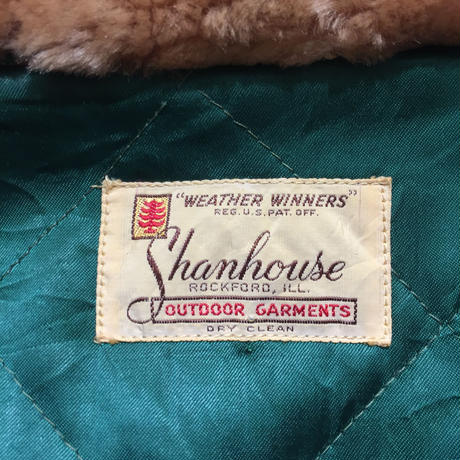 "WEATHER WINNERS"
REG. U.S. PAT. OFF.
Shanhouse
ROCKFORD, ILL.
OUTDOOR GARMENTS
DRY CLEAN